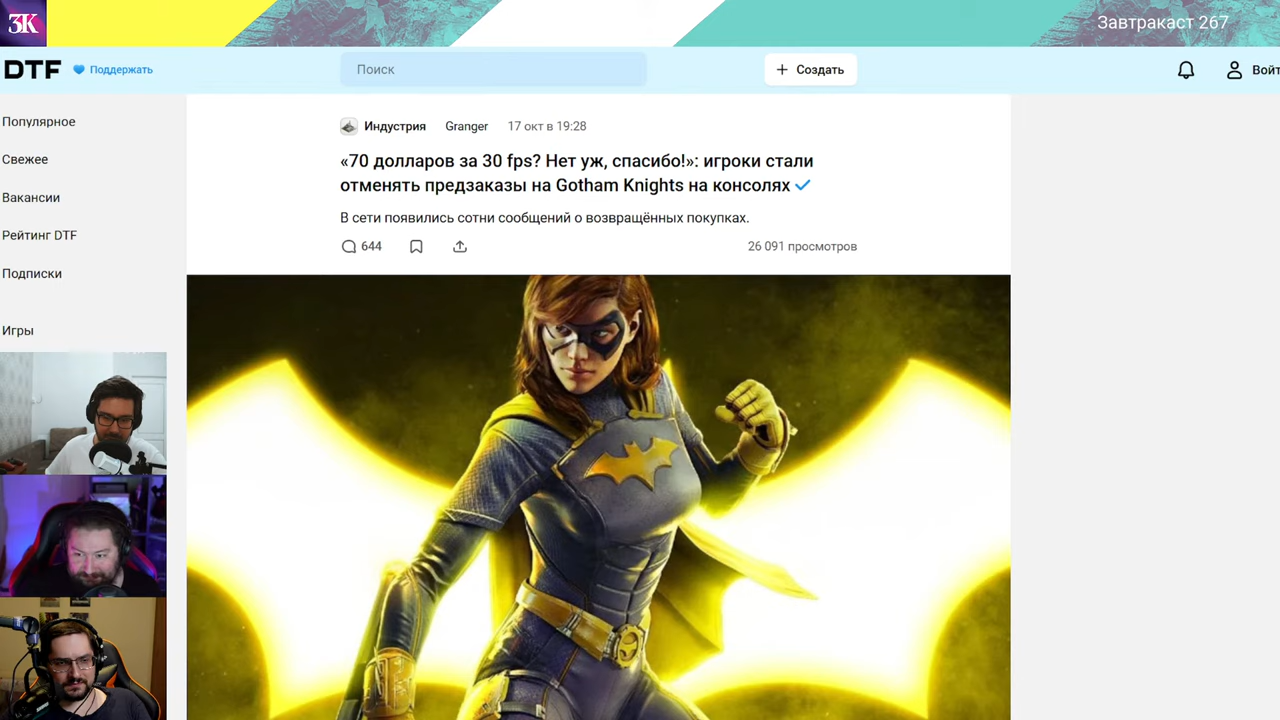 ЗК
Завтракаст 267
DTF
Поддержать
Поиск
+ Создать
Войт
Популярное
Свежее
Вакансии
Рейтинг DTF
Подписки
Игры
Индустрия Granger 17 окт в 19:28
«70 долларов за 30 fps? Нет уж, спасибо!»: игроки стали
отменять предзаказы на Gotham Knights на консолях
В сети появились сотни сообщений о возвращённых покупках.
644
26 091 просмотров